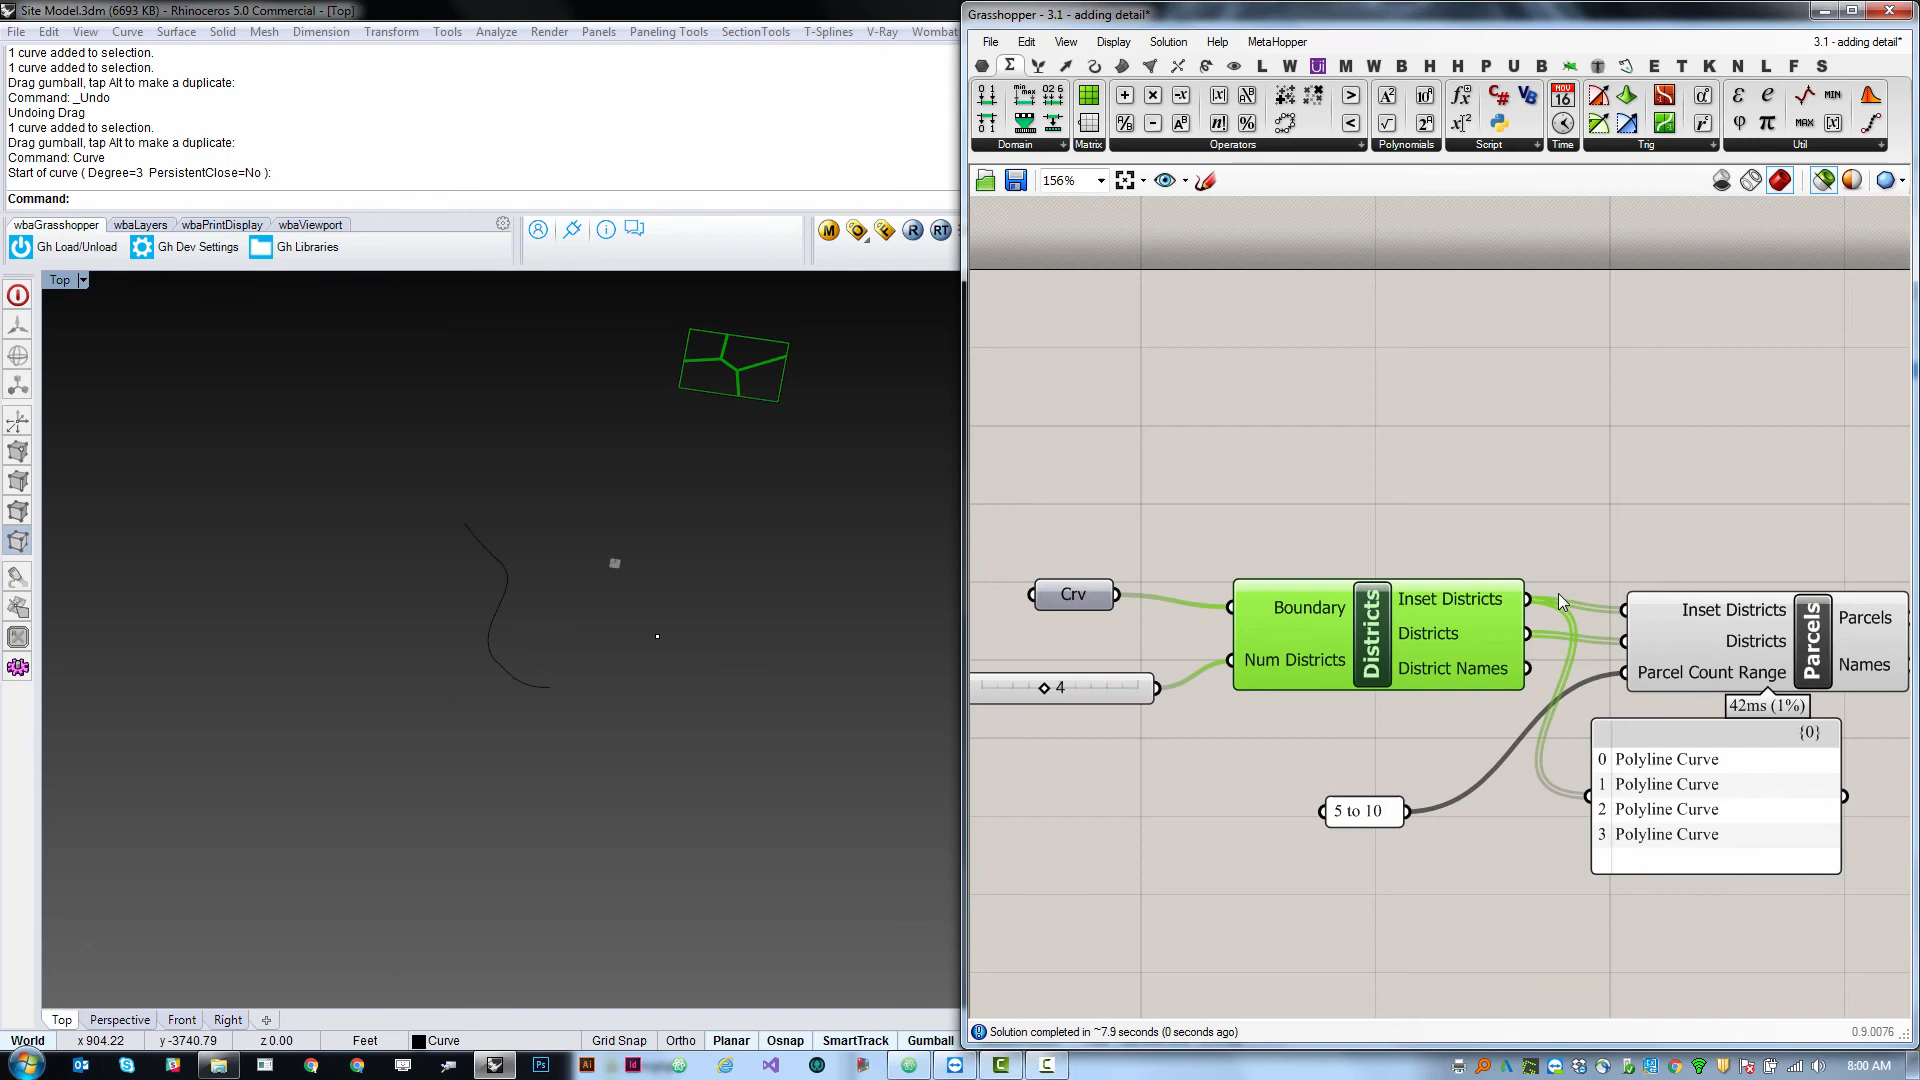 Site Model.3dm (6693 KB) - Rhinoceros 5.0 Commercial - [Top]
File Edit View Curve Surface Solid Mesh Dimension Transform Tools Analyze Render Panels Paneling Tools SectionTools T-Splines V-Ray Wombat
1 curve added to selection.
1 curve added to selection.
Drag gumball, tap Alt to make a duplicate:
Command: _Undo
Undoing Drag
1 curve added to selection.
Drag gumball, tap Alt to make a duplicate:
Command: Curve
Start of curve ( Degree=3 PersistentClose=No ):
Command:
wbaGrasshopper wbaLayers wbaPrintDisplay wbaViewport
Gh Load/Unload Gh Dev Settings Gh Libraries
M R RT
Top
Top Perspective Front Right
World x 904.22 y -3740.79 z 0.00 Feet Curve Grid Snap Ortho Planar Osnap SmartTrack Gumball
Grasshopper - 3.1 - adding detail*
File Edit View Display Solution Help MetaHopper 3.1 - adding detail*
L W Ui M W B H H P U B E T K N L F S
Domain Matrix Operators Polynomials Script Time Trig Util
156%
Crv
Boundary
Num Districts
Districts
Inset Districts
Districts
District Names
4
5 to 10
Inset Districts
Districts
Parcel Count Range
Parcels
Parcels
Names
42ms (1%)
{0}
0 Polyline Curve
1 Polyline Curve
2 Polyline Curve
3 Polyline Curve
Solution completed in ~7.9 seconds (0 seconds ago) 0.9.0076
8:00 AM